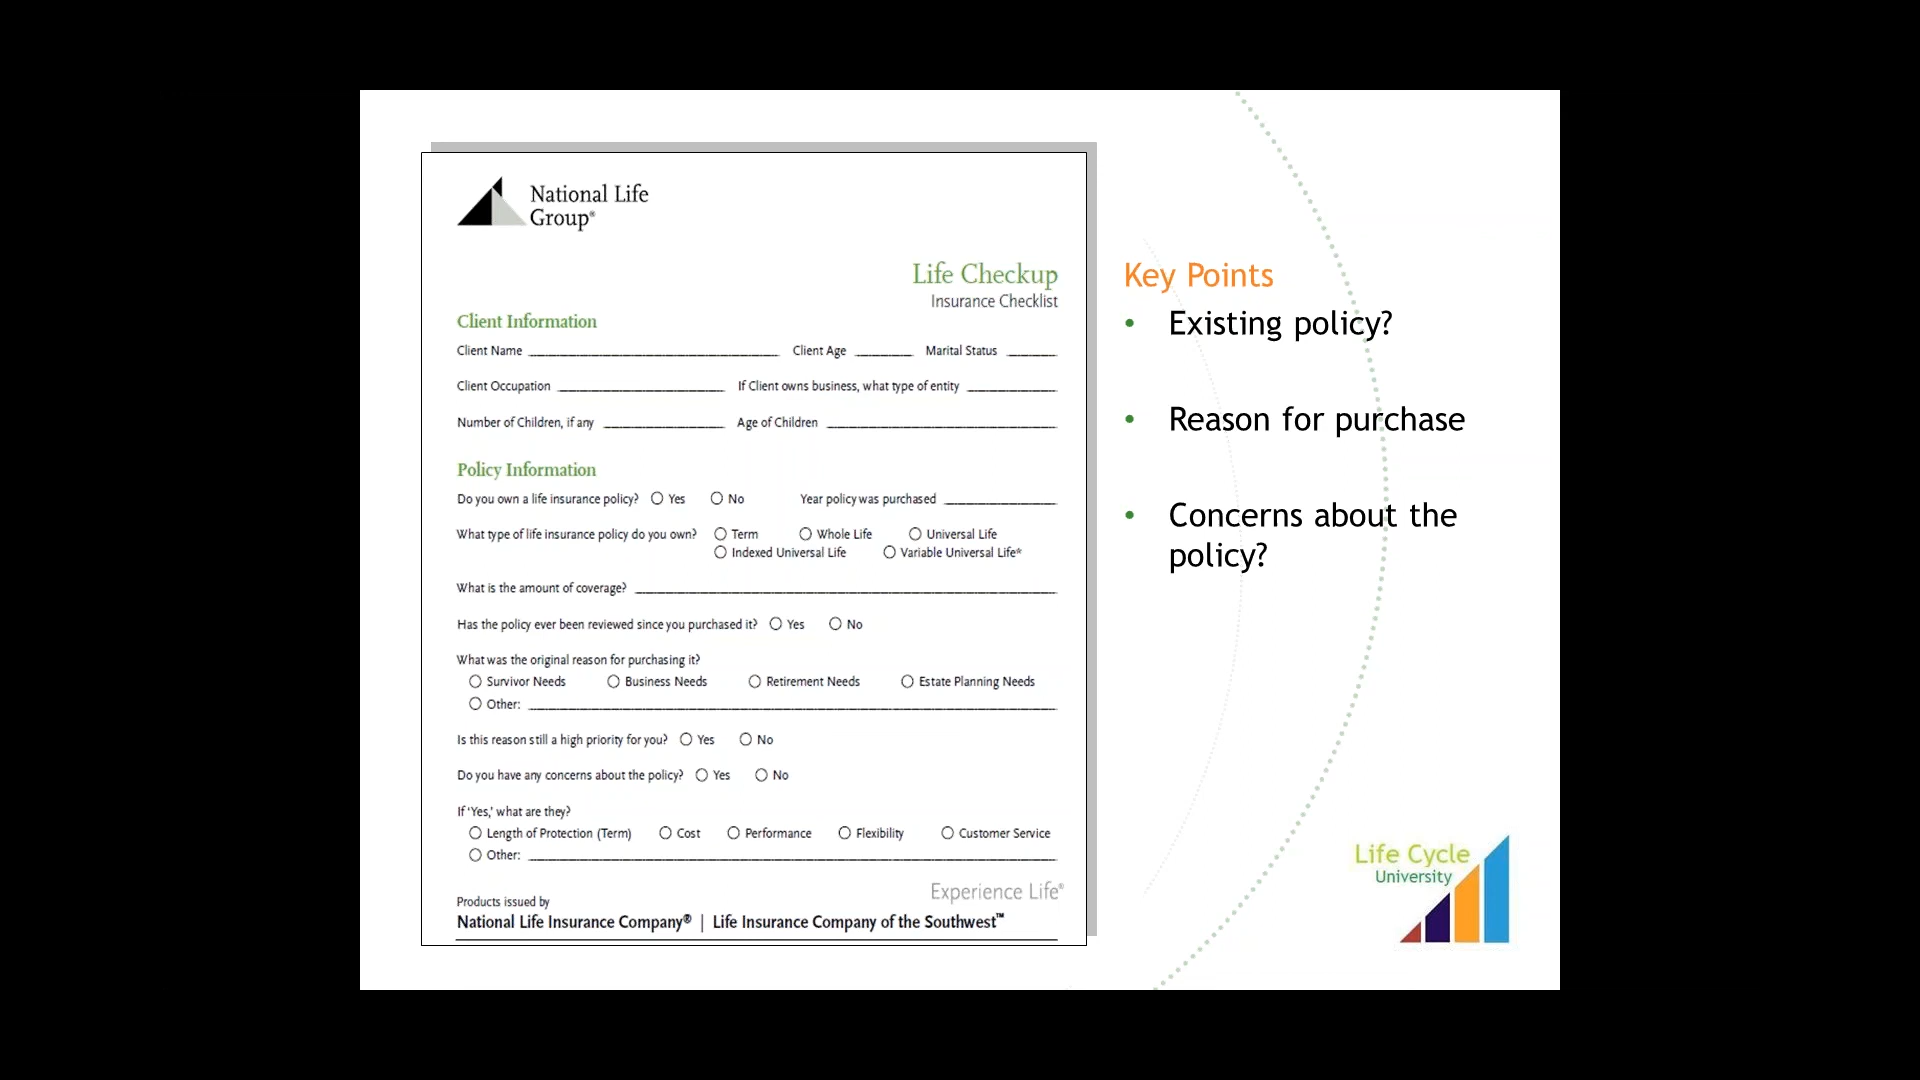 National Life
Group®
Life Checkup
Insurance Checklist
Client Information
Client Name Client Age Marital Status
Client Occupation If Client owns business, what type of entity
Number of Children, if any Age of Children
Policy Information
Do you own a life insurance policy? Yes No Year policy was purchased
What type of life insurance policy do you own? Term Whole Life Universal Life
Indexed Universal Life Variable Universal Life*
What is the amount of coverage?
Has the policy ever been reviewed since you purchased it? Yes No
What was the original reason for purchasing it?
Survivor Needs Business Needs Retirement Needs Estate Planning Needs
Other:
Is this reason still a high priority for you? Yes No
Do you have any concerns about the policy? Yes No
If ‘Yes,’ what are they?
Length of Protection (Term) Cost Performance Flexibility Customer Service
Other:
Experience Life®
Products issued by
National Life Insurance Company® | Life Insurance Company of the Southwest™
Key Points
• Existing policy?
• Reason for purchase
• Concerns about the
policy?
Life Cycle
University